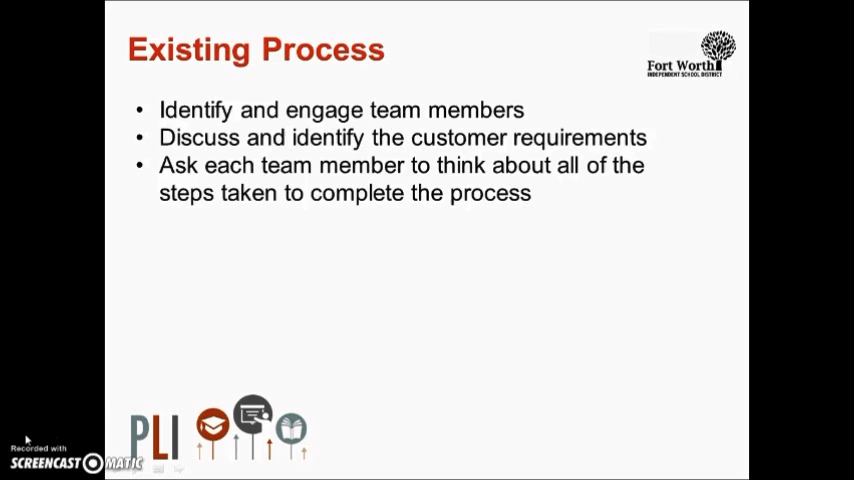 Existing Process
Fort Worth
INDEPENDENT SCHOOL DISTRICT
• Identify and engage team members
• Discuss and identify the customer requirements
• Ask each team member to think about all of the
steps taken to complete the process
PLI
Recorded with
SCREENCAST MATIC